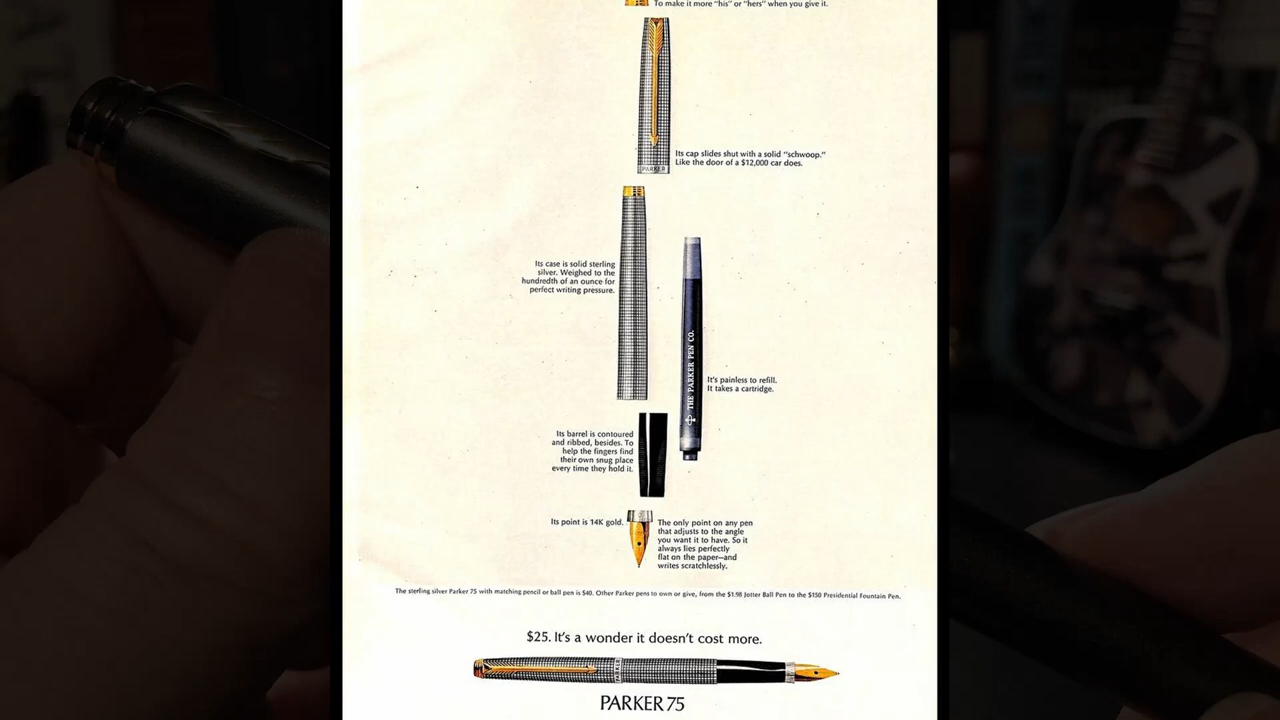 To make it more "his" or "hers" when you give it.
PARKER
Its cap slides shut with a solid "schwoop."
Like the door of a $12,000 car does.
Its case is solid sterling
silver. Weighed to the
hundredth of an ounce for
perfect writing pressure.
THE PARKER PEN CO.
It's painless to refill.
It takes a cartridge.
Its barrel is contoured
and ribbed, besides. To
help the fingers find
their own snug place
every time they hold it.
Its point is 14K gold.
The only point on any pen
that adjusts to the angle
you want it to have. So it
always lies perfectly
flat on the paper—and
writes scratchlessly.
The sterling silver Parker 75 with matching pencil or ball pen is $40. Other Parker pens to own or give, from the $1.98 Jotter Ball Pen to the $150 Presidential Fountain Pen.
$25. It's a wonder it doesn't cost more.
PARKER
PARKER 75